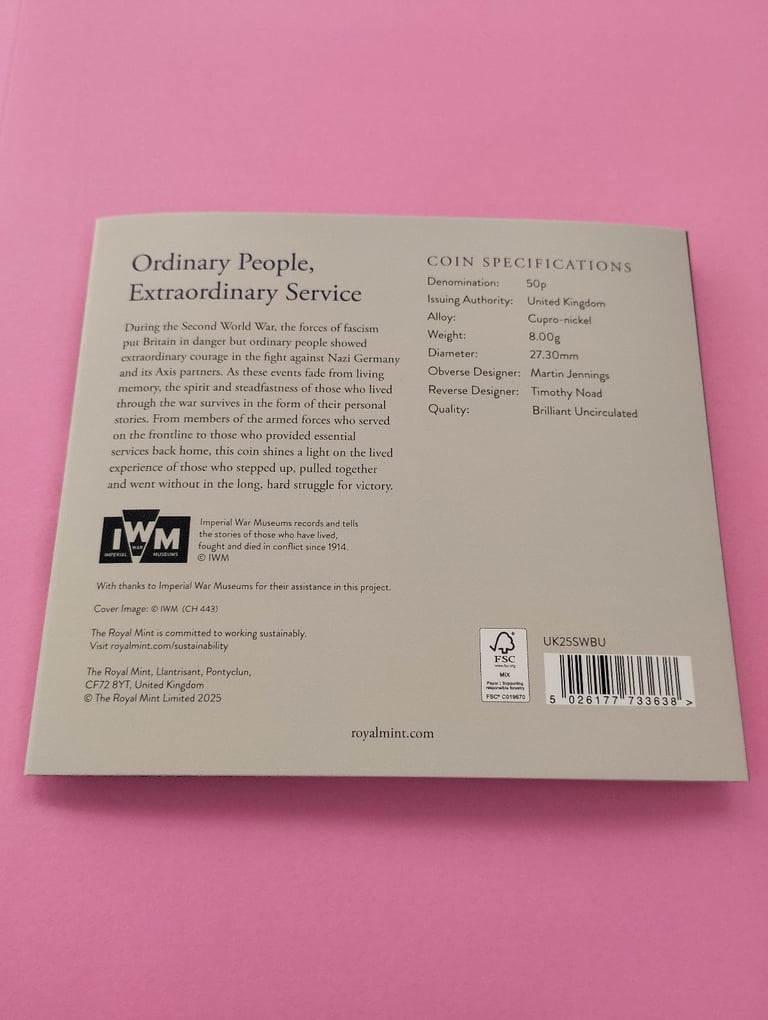 Ordinary People,
Extraordinary Service
During the Second World War, the forces of fascism
put Britain in danger but ordinary people showed
extraordinary courage in the fight against Nazi Germany
and its Axis partners. As these events fade from living
memory, the spirit and steadfastness of those who lived
through the war survives in the form of their personal
stories. From members of the armed forces who served
on the frontline to those who provided essential
services back home, this coin shines a light on the lived
experience of those who stepped up, pulled together
and went without in the long, hard struggle for victory.
IWM
IMPERIAL WAR MUSEUMS
Imperial War Museums records and tells
the stories of those who have lived,
fought and died in conflict since 1914.
© IWM
With thanks to Imperial War Museums for their assistance in this project.
Cover Image: © IWM (CH 443)
The Royal Mint is committed to working sustainably.
Visit royalmint.com/sustainability
The Royal Mint, Llantrisant, Pontyclun,
CF72 8YT, United Kingdom
© The Royal Mint Limited 2025
COIN SPECIFICATIONS
Denomination: 50p
Issuing Authority: United Kingdom
Alloy: Cupro-nickel
Weight: 8.00g
Diameter: 27.30mm
Obverse Designer: Martin Jennings
Reverse Designer: Timothy Noad
Quality: Brilliant Uncirculated
FSC
www.fsc.org
MIX
Paper | Supporting
responsible forestry
FSC® C019670
UK25SWBU
5 026177 733638 >
royalmint.com